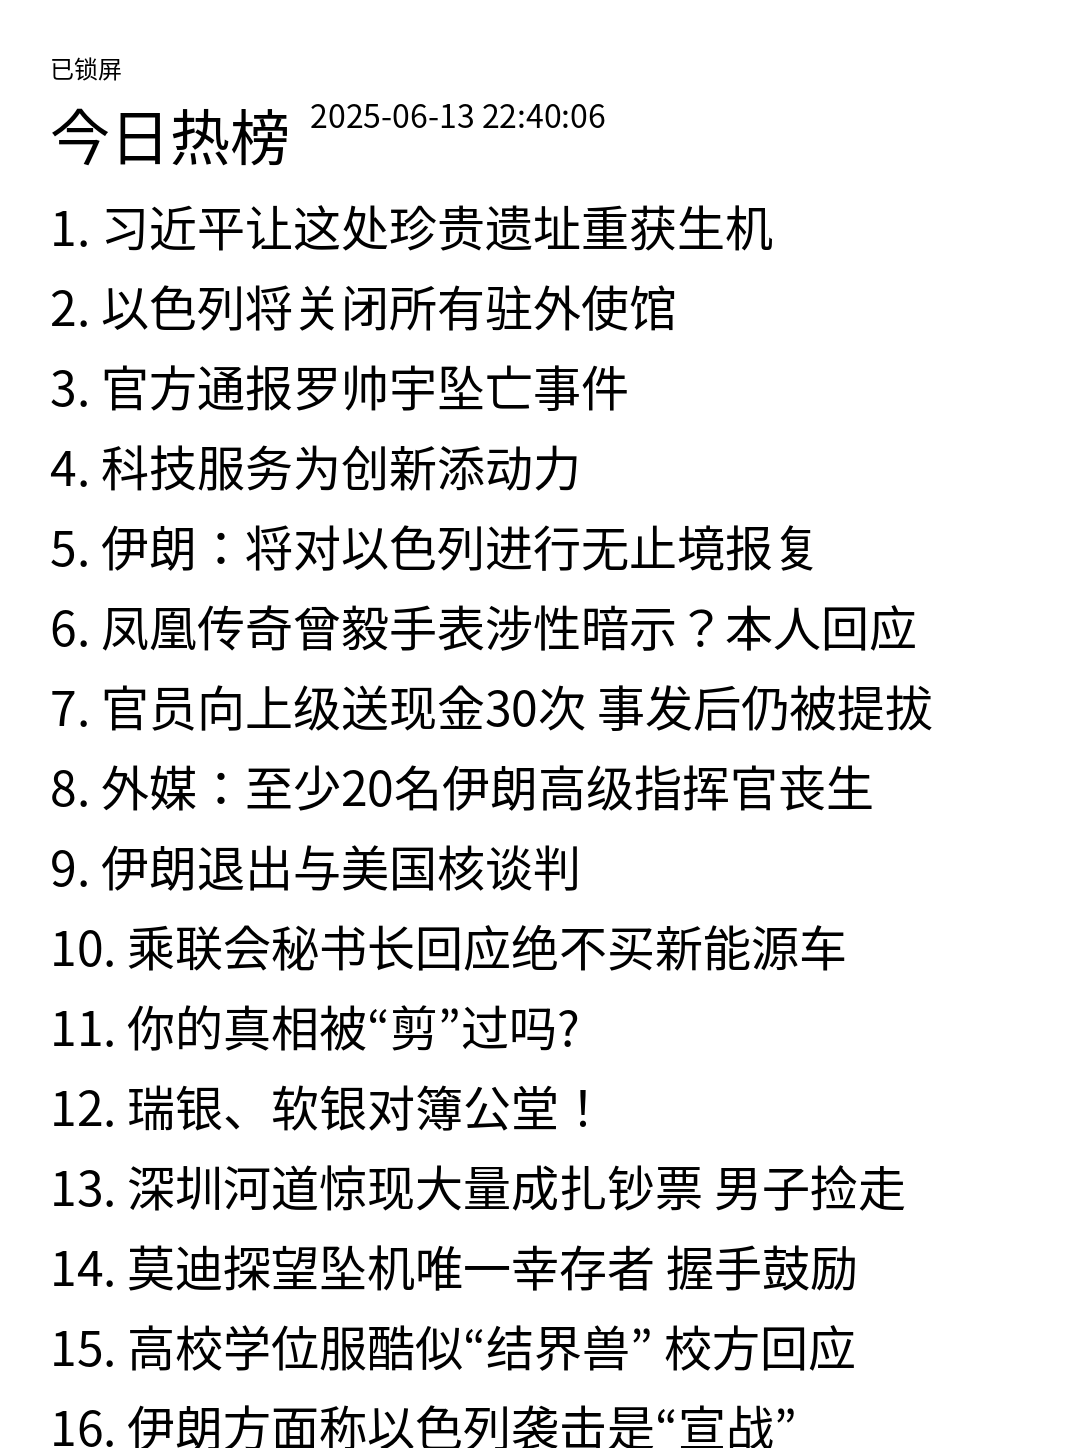 已锁屏
今日热榜 2025-06-13 22:40:06
1. 习近平让这处珍贵遗址重获生机
2. 以色列将关闭所有驻外使馆
3. 官方通报罗帅宇坠亡事件
4. 科技服务为创新添动力
5. 伊朗：将对以色列进行无止境报复
6. 凤凰传奇曾毅手表涉性暗示？本人回应
7. 官员向上级送现金30次 事发后仍被提拔
8. 外媒：至少20名伊朗高级指挥官丧生
9. 伊朗退出与美国核谈判
10. 乘联会秘书长回应绝不买新能源车
11. 你的真相被“剪”过吗?
12. 瑞银、软银对簿公堂！
13. 深圳河道惊现大量成扎钞票 男子捡走
14. 莫迪探望坠机唯一幸存者 握手鼓励
15. 高校学位服酷似“结界兽” 校方回应
16. 伊朗方面称以色列袭击是“宣战”